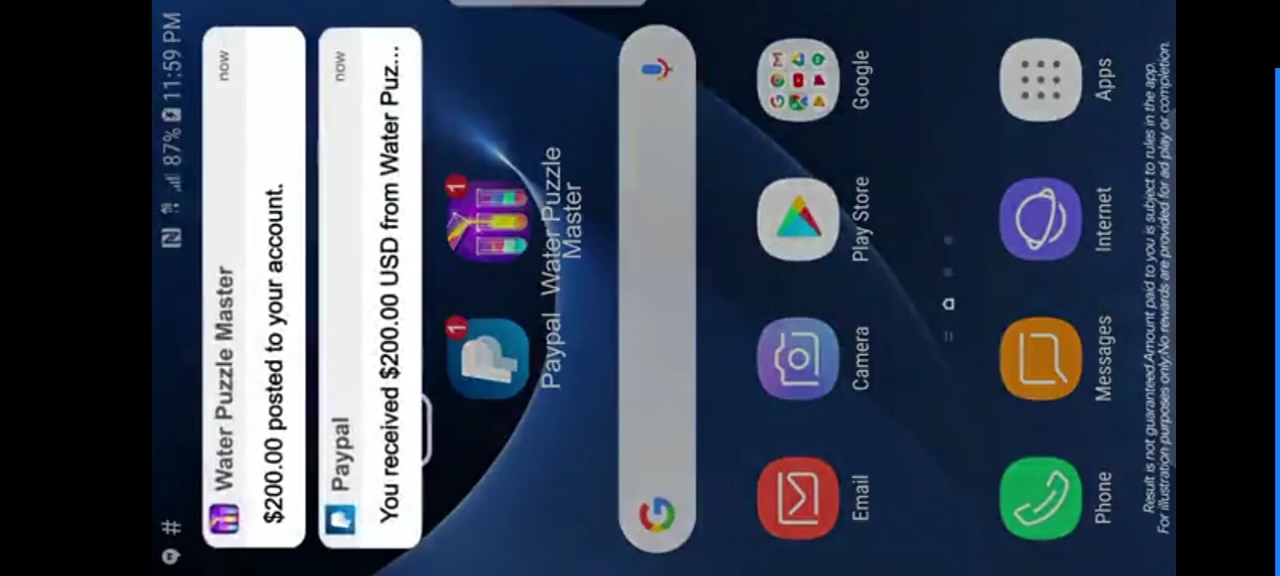 # 87% 11:59 PM
Water Puzzle Master now
$200.00 posted to your account.
Paypal now
You received $200.00 USD from Water Puz...
1 1
Paypal Water Puzzle
Master
Email Camera Play Store Google
Phone Messages Internet Apps
Result is not guaranteed.Amount paid to you is subject to rules in the app.
For illustration purposes only.No rewards are provided for ad play or completion.